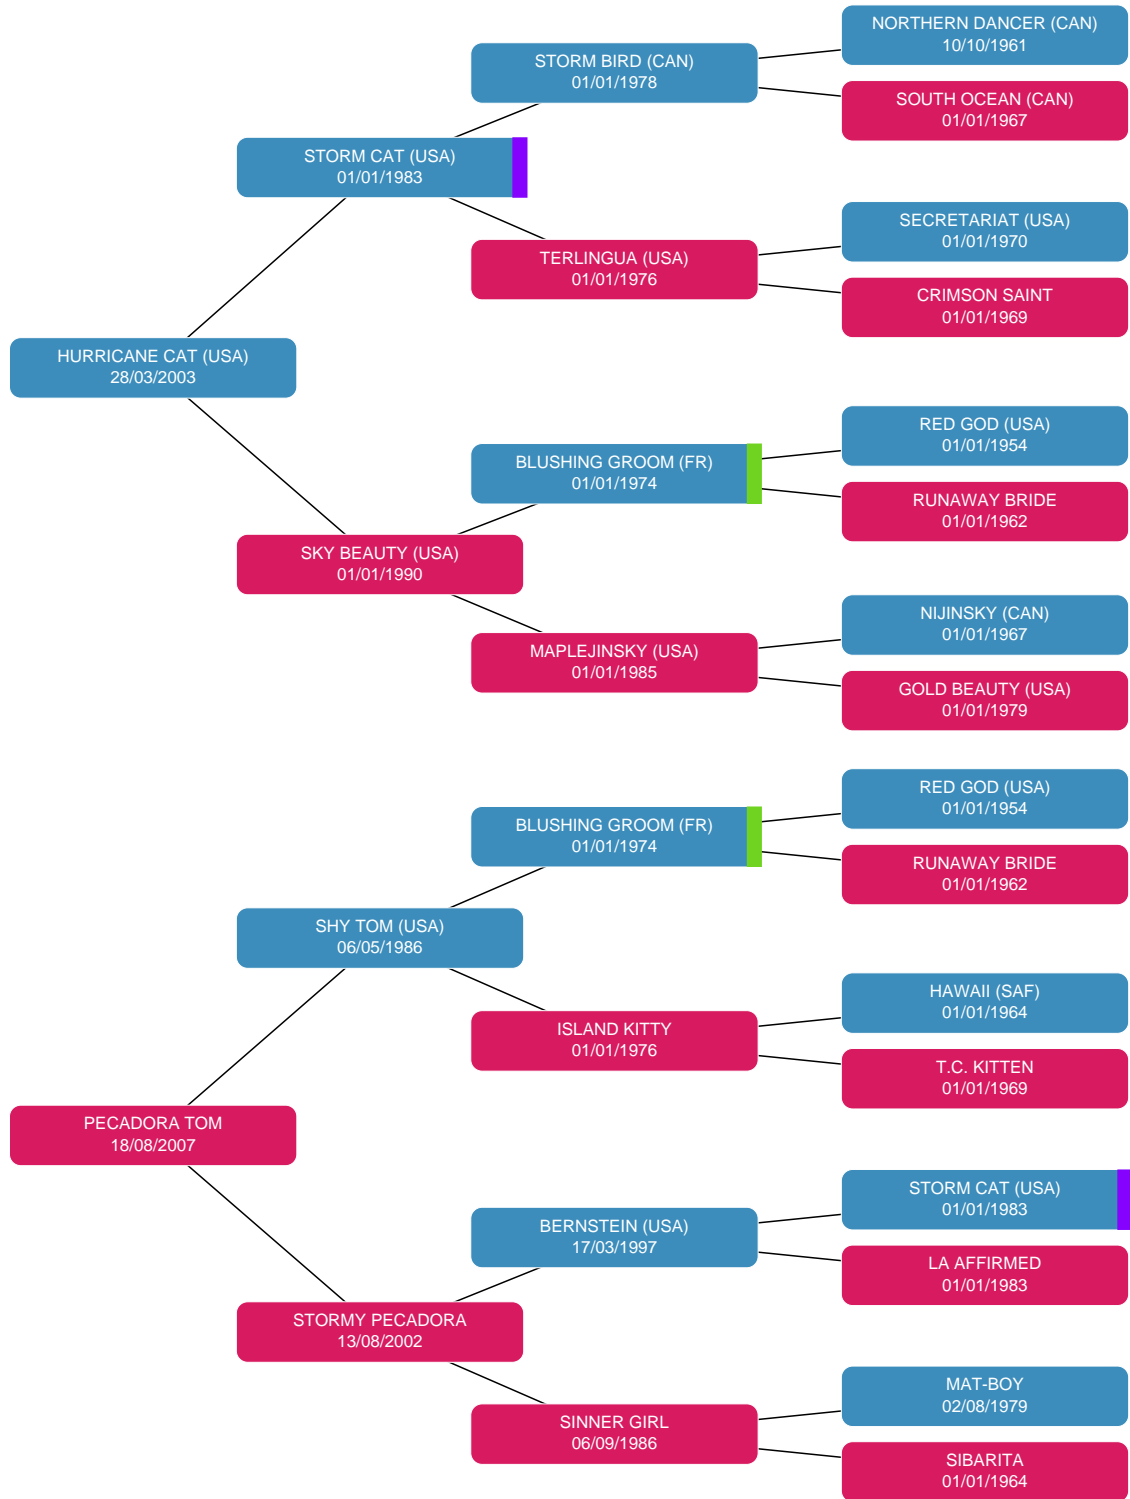 NORTHERN DANCER (CAN)
10/10/1961
STORM BIRD (CAN)
01/01/1978
SOUTH OCEAN (CAN)
01/01/1967
STORM CAT (USA)
01/01/1983
SECRETARIAT (USA)
01/01/1970
TERLINGUA (USA)
01/01/1976
CRIMSON SAINT
01/01/1969
HURRICANE CAT (USA)
28/03/2003
RED GOD (USA)
01/01/1954
BLUSHING GROOM (FR)
01/01/1974
RUNAWAY BRIDE
01/01/1962
SKY BEAUTY (USA)
01/01/1990
NIJINSKY (CAN)
01/01/1967
MAPLEJINSKY (USA)
01/01/1985
GOLD BEAUTY (USA)
01/01/1979
RED GOD (USA)
01/01/1954
BLUSHING GROOM (FR)
01/01/1974
RUNAWAY BRIDE
01/01/1962
SHY TOM (USA)
06/05/1986
HAWAII (SAF)
01/01/1964
ISLAND KITTY
01/01/1976
T.C. KITTEN
01/01/1969
PECADORA TOM
18/08/2007
STORM CAT (USA)
01/01/1983
BERNSTEIN (USA)
17/03/1997
LA AFFIRMED
01/01/1983
STORMY PECADORA
13/08/2002
MAT-BOY
02/08/1979
SINNER GIRL
06/09/1986
SIBARITA
01/01/1964